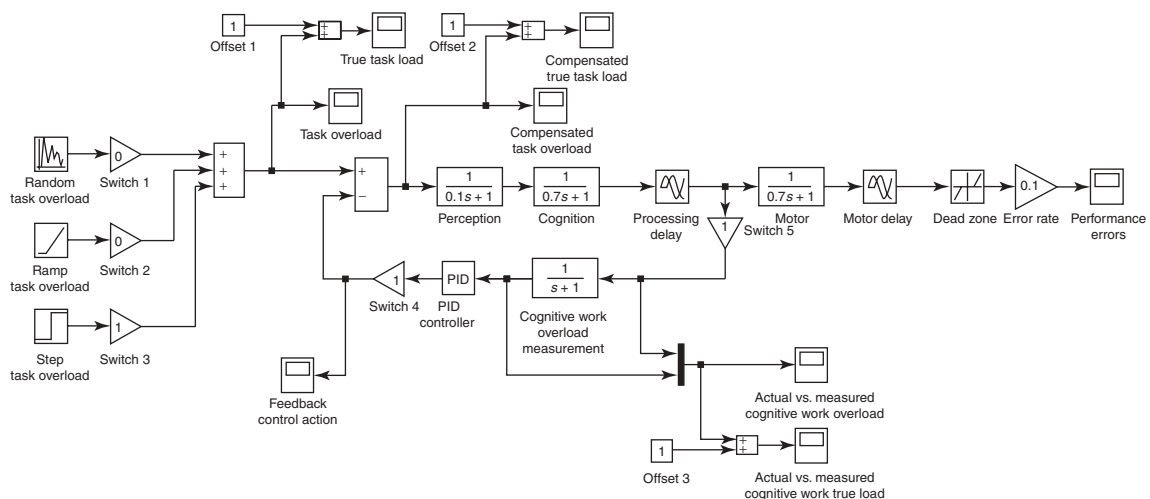 1
Offset 1
+
+
True task load
1
Offset 2
+
+
Compensated
true task load
Task overload
Compensated
task overload
Random
task overload
0
Switch 1
+
+
+
+
−
1
0.1s + 1
Perception
1
0.7s + 1
Cognition
Processing
delay
1
0.7s + 1
Motor
Motor delay
Dead zone
0.1
Error rate
Performance
errors
1
Switch 5
Ramp
task overload
0
Switch 2
1
Switch 4
PID
PID
controller
1
s + 1
Cognitive work
overload
measurement
Step
task overload
1
Switch 3
Feedback
control action
Actual vs. measured
cognitive work overload
1
Offset 3
+
+
Actual vs. measured
cognitive work true load